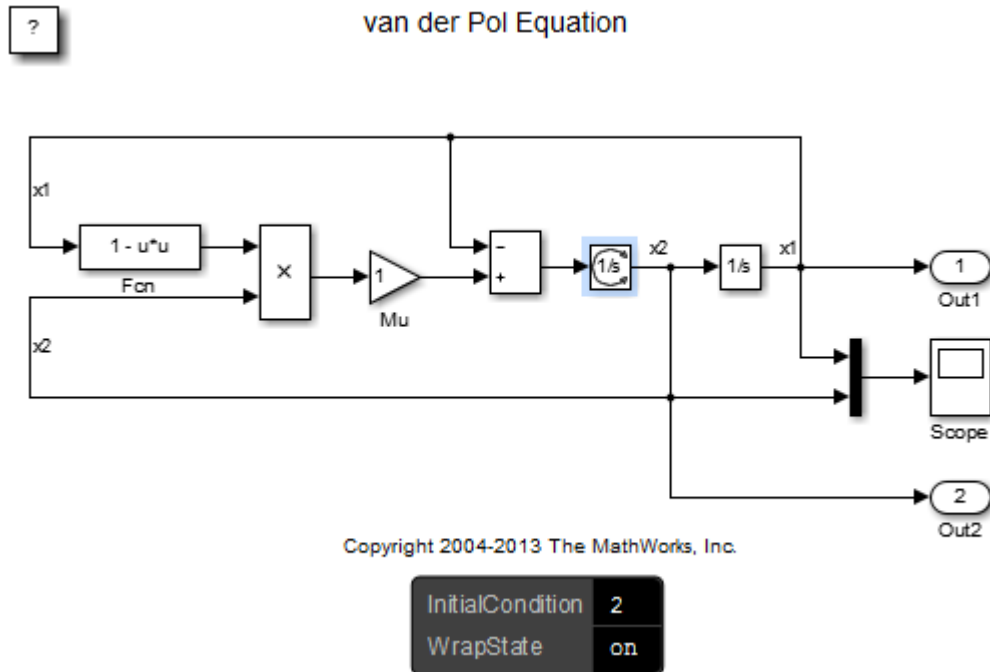 ?
van der Pol Equation
x1
1 - u*u
Fcn
×
1
Mu
x2
−
+
1/s
x2
1/s
x1
1
Out1
Scope
2
Out2
Copyright 2004-2013 The MathWorks, Inc.
InitialCondition 2
WrapState on